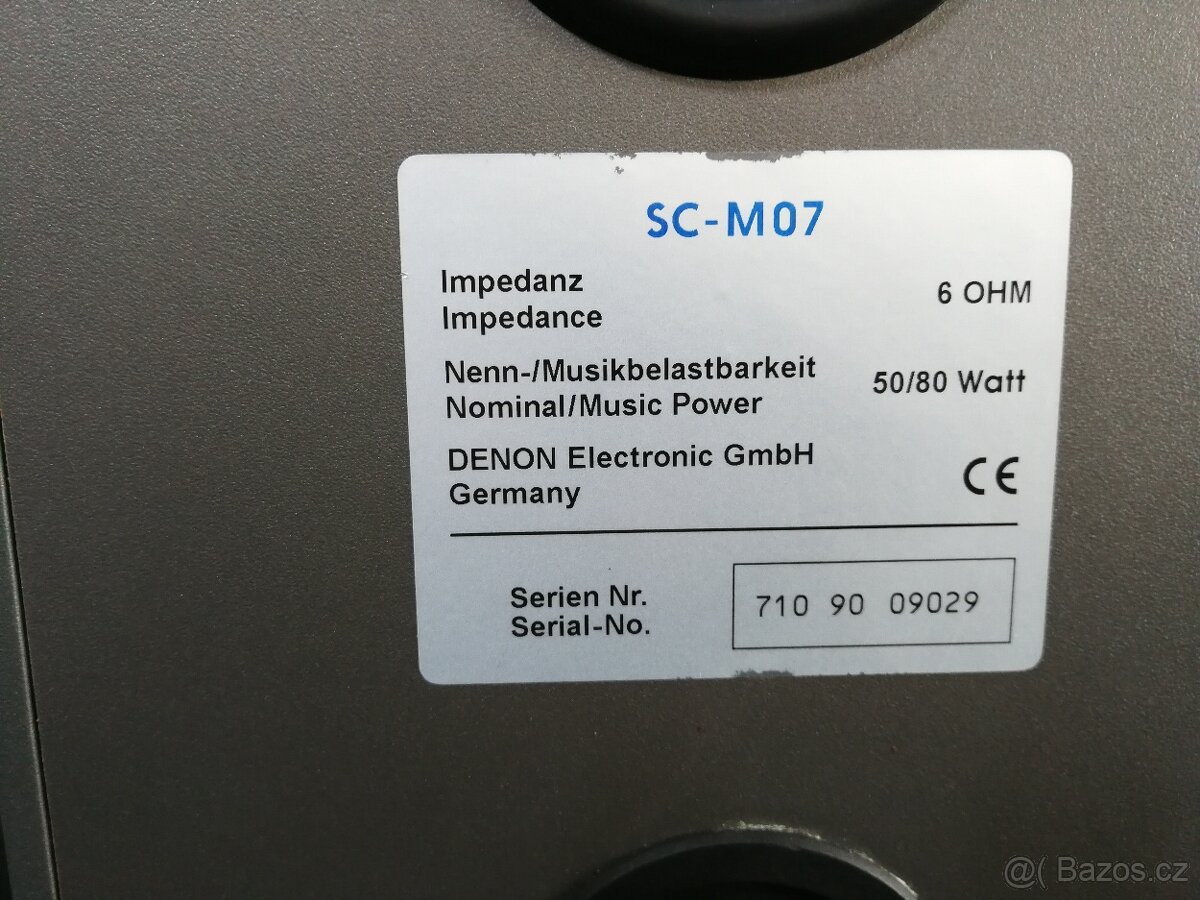 SC-M07
Impedanz
Impedance
6 OHM
Nenn-/Musikbelastbarkeit
Nominal/Music Power
50/80 Watt
DENON Electronic GmbH
Germany
CE
Serien Nr.
Serial-No.
710 90 09029
@( Bazos.cz